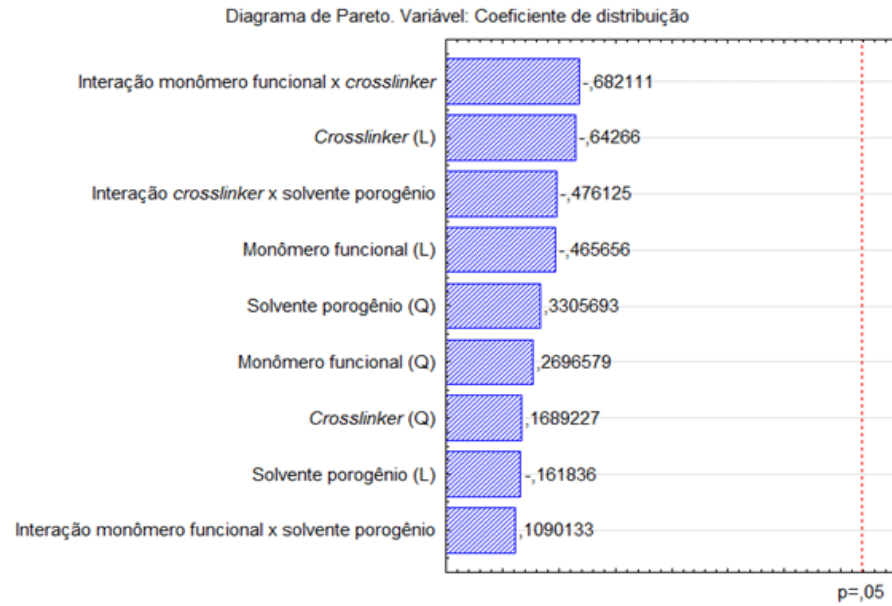 Diagrama de Pareto. Variável: Coeficiente de distribuição
Interação monômero funcional x crosslinker -,682111
Crosslinker (L) -,64266
Interação crosslinker x solvente porogênio -,476125
Monômero funcional (L) -,465656
Solvente porogênio (Q) ,3305693
Monômero funcional (Q) ,2696579
Crosslinker (Q) ,1689227
Solvente porogênio (L) -,161836
Interação monômero funcional x solvente porogênio ,1090133
p=,05